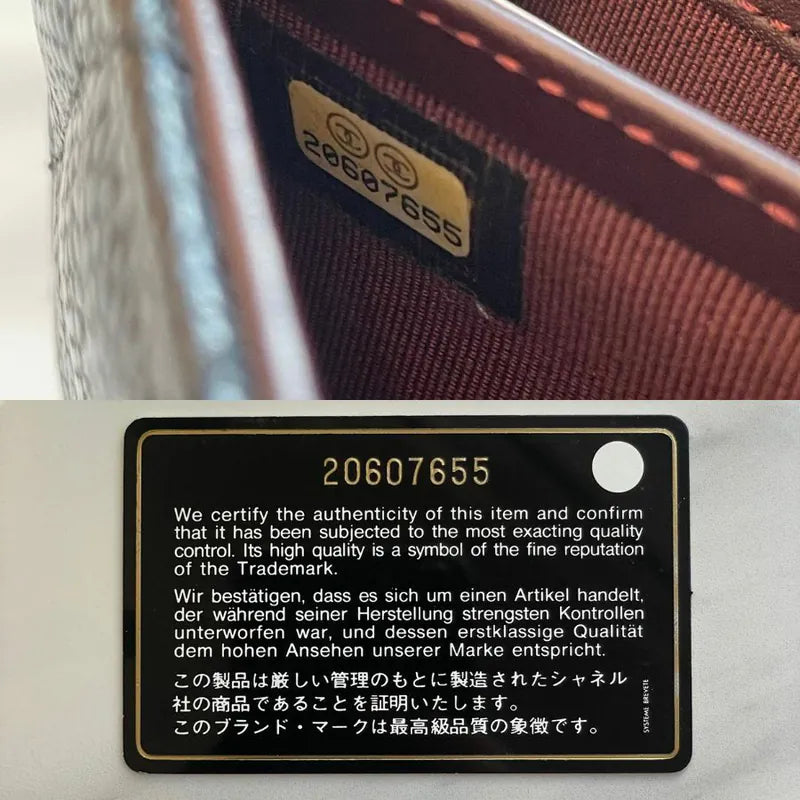 20607655
20607655
We certify the authenticity of this item and confirm
that it has been subjected to the most exacting quality
control. Its high quality is a symbol of the fine reputation
of the Trademark.
Wir bestätigen, dass es sich um einen Artikel handelt,
der während seiner Herstellung strengsten Kontrollen
unterworfen war, und dessen erstklassige Qualität
dem hohen Ansehen unserer Marke entspricht.
この製品は厳しい管理のもとに製造されたシャネル
社の商品であることを証明いたします。
このブランド・マークは最高級品質の象徴です。
SYSTEME BREVETE